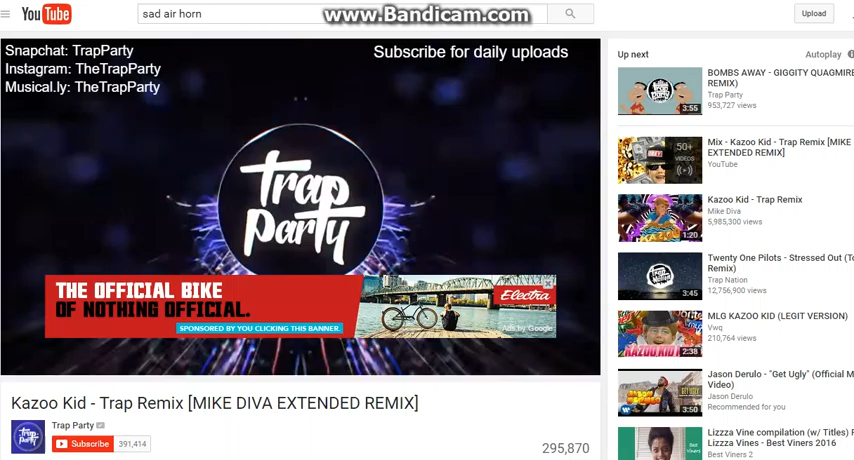 YouTube
sad air horn
www.Bandicam.com
Upload
Snapchat: TrapParty
Instagram: TheTrapParty
Musical.ly: TheTrapParty
Subscribe for daily uploads
trap
party
THE OFFICIAL BIKE
OF NOTHING OFFICIAL.
SPONSORED BY YOU CLICKING THIS BANNER.
Electra
Ads by Google
Kazoo Kid - Trap Remix [MIKE DIVA EXTENDED REMIX]
Trap Party
Subscribe
391,414
295,870
Up next
Autoplay
BOMBS AWAY - GIGGITY QUAGMIRE
REMIX)
Trap Party
953,727 views
3:55
Mix - Kazoo Kid - Trap Remix [MIKE
EXTENDED REMIX]
YouTube
50+
VIDEOS
Kazoo Kid - Trap Remix
Mike Diva
5,985,300 views
1:20
Twenty One Pilots - Stressed Out (To
Remix)
Trap Nation
12,756,900 views
3:45
MLG KAZOO KID (LEGIT VERSION)
Vwq
210,764 views
2:38
Jason Derulo - "Get Ugly" (Official M
Video)
Jason Derulo
Recommended for you
3:50
Lizzza Vine compilation (w/ Titles) F
Lizzza Vines - Best Viners 2016
Best Viners 2